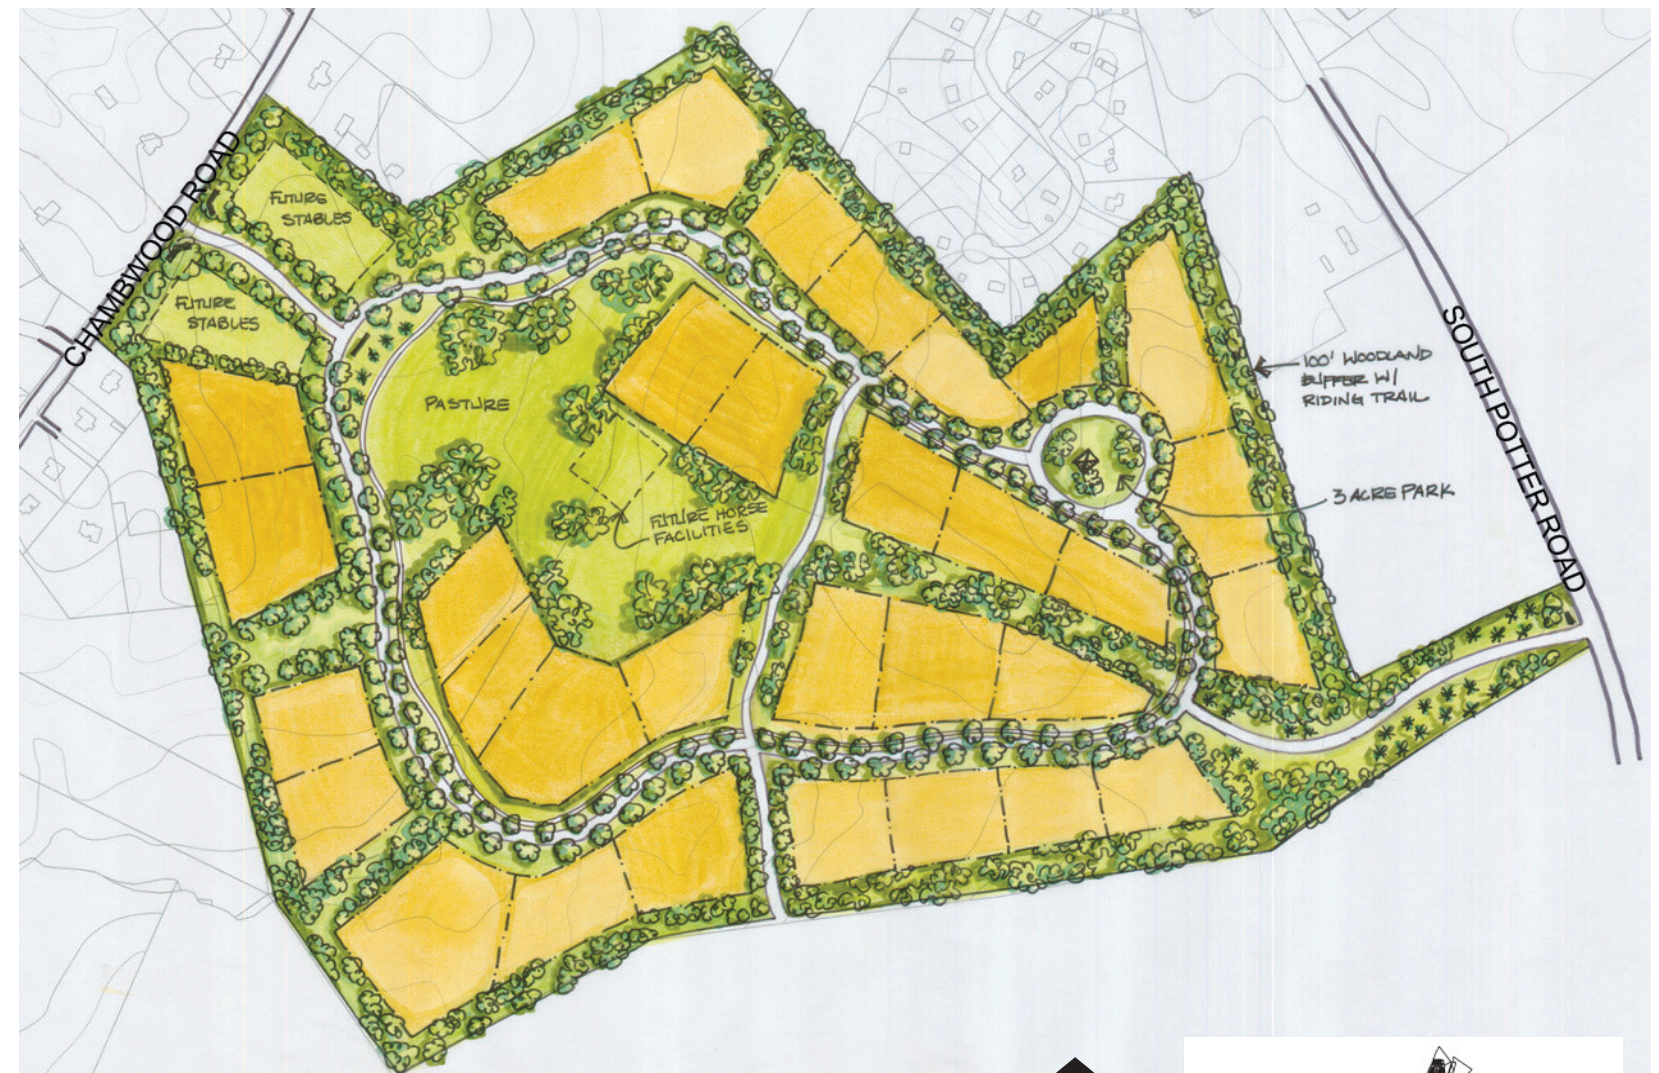 CHAMBWOOD ROAD
FUTURE
STABLES
FUTURE
STABLES
PASTURE
FUTURE HORSE
FACILITIES
100' WOODLAND
BUFFER W/
RIDING TRAIL
3 ACRE PARK
SOUTH POTTER ROAD